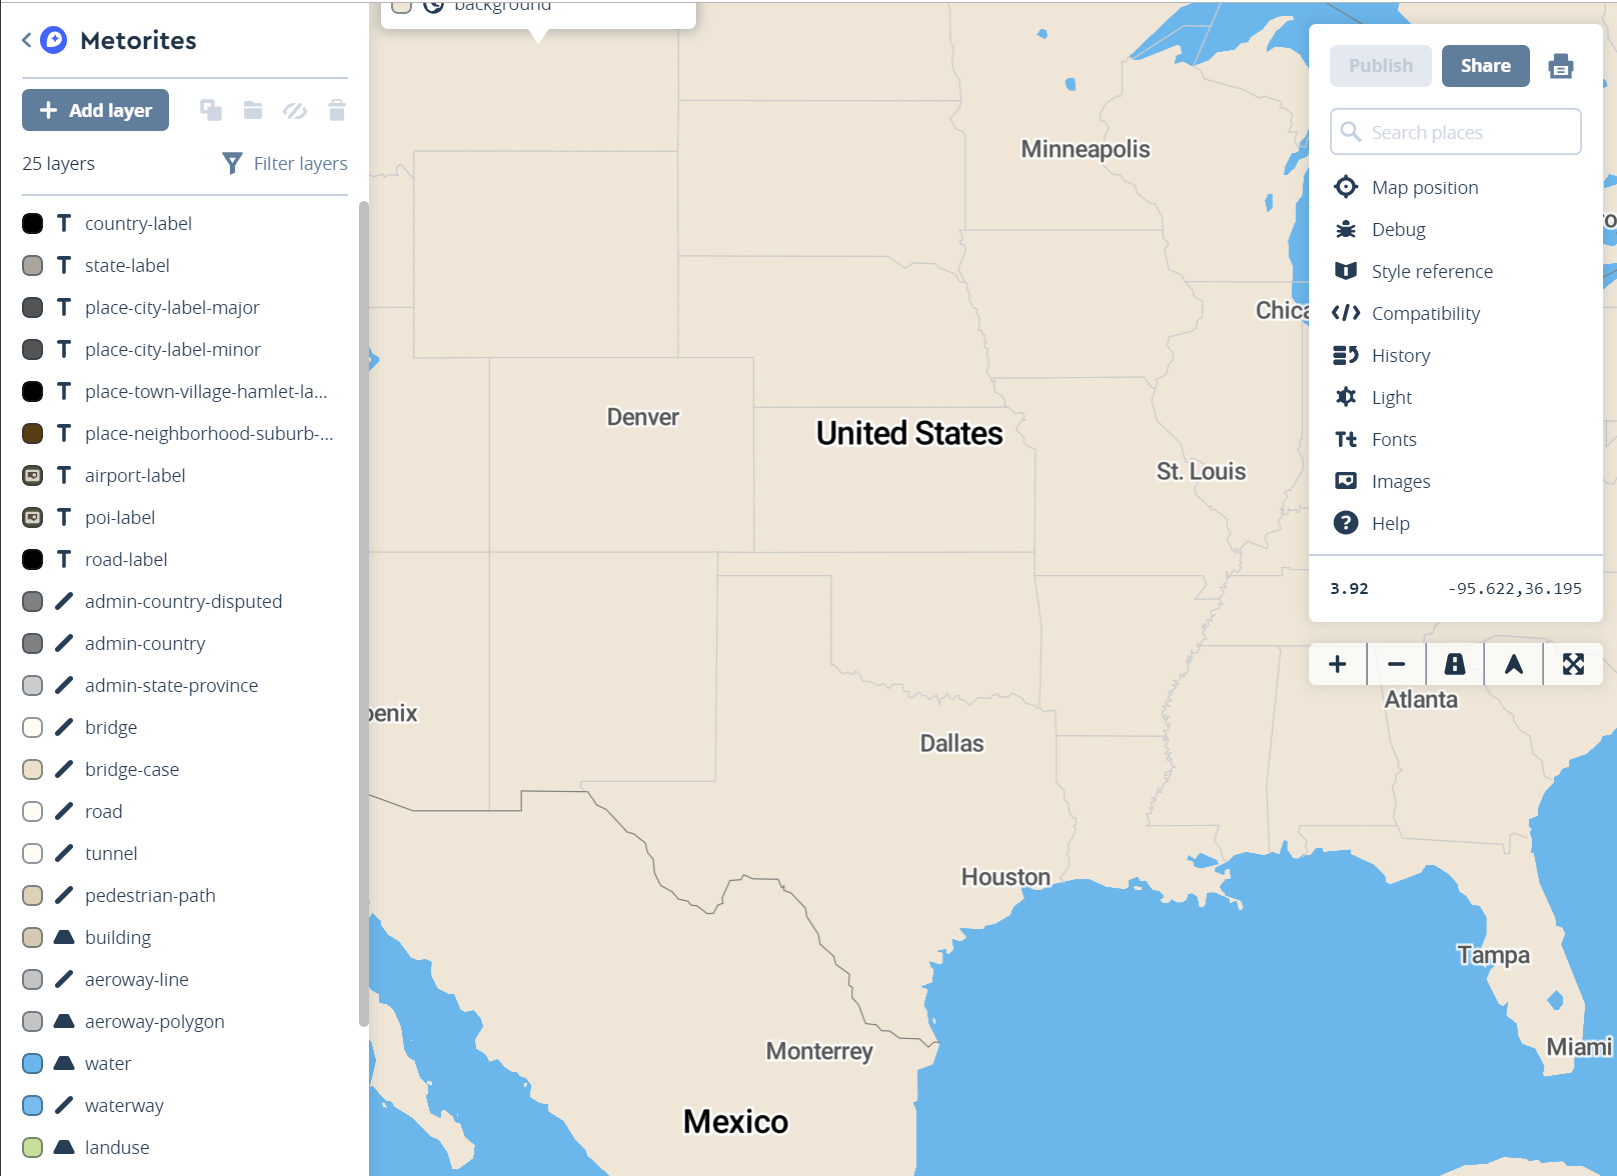 Metorites
Add layer
25 layers
Filter layers
country-label
state-label
place-city-label-major
place-city-label-minor
place-town-village-hamlet-la...
place-neighborhood-suburb-...
airport-label
poi-label
road-label
admin-country-disputed
admin-country
admin-state-province
bridge
bridge-case
road
tunnel
pedestrian-path
building
aeroway-line
aeroway-polygon
water
waterway
landuse
background
Minneapolis
Chica
Denver
United States
St. Louis
oenix
Dallas
Atlanta
Houston
Tampa
Monterrey
Miami
Mexico
Publish
Share
Search places
Map position
Debug
Style reference
Compatibility
History
Light
Fonts
Images
Help
3.92
-95.622,36.195